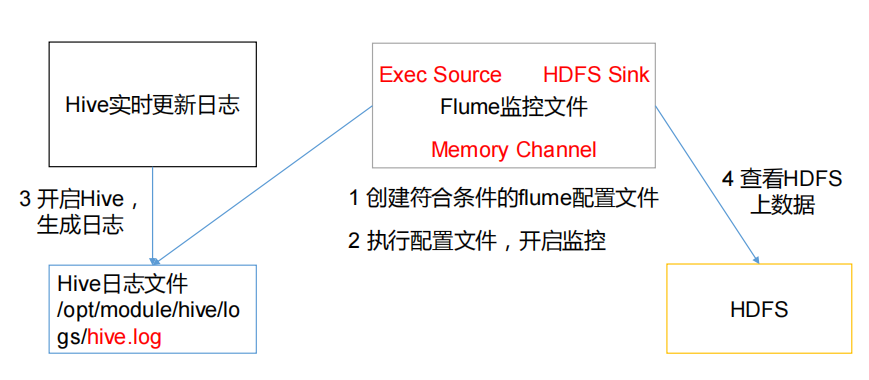 Hive实时更新日志
Exec Source HDFS Sink
Flume监控文件
Memory Channel
3 开启Hive，
生成日志
1 创建符合条件的flume配置文件
2 执行配置文件，开启监控
4 查看HDFS
上数据
Hive日志文件
/opt/module/hive/lo
gs/hive.log
HDFS